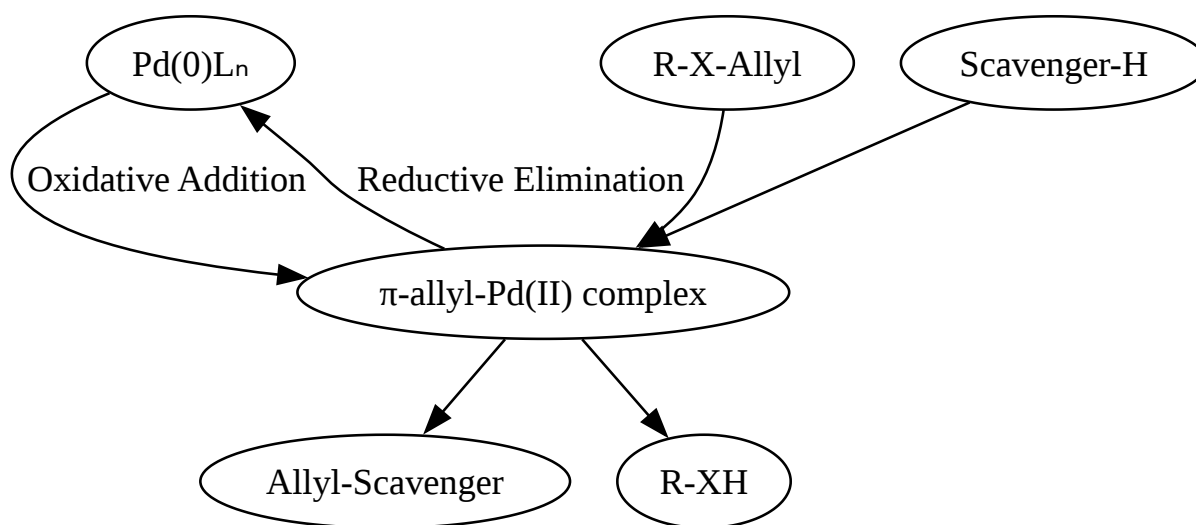 Pd(0)Lₙ
R-X-Allyl
Scavenger-H
Oxidative Addition
Reductive Elimination
π-allyl-Pd(II) complex
Allyl-Scavenger
R-XH